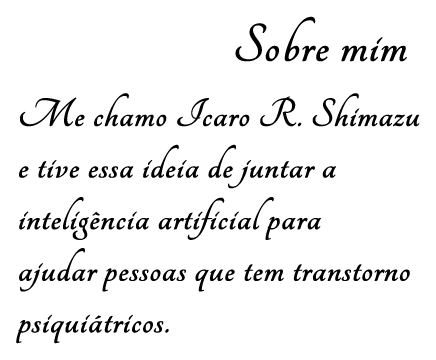 Sobre mim
Me chamo Icaro R. Shimazu
e tive essa ideia de juntar a
inteligência artificial para
ajudar pessoas que tem transtorno
psiquiátricos.